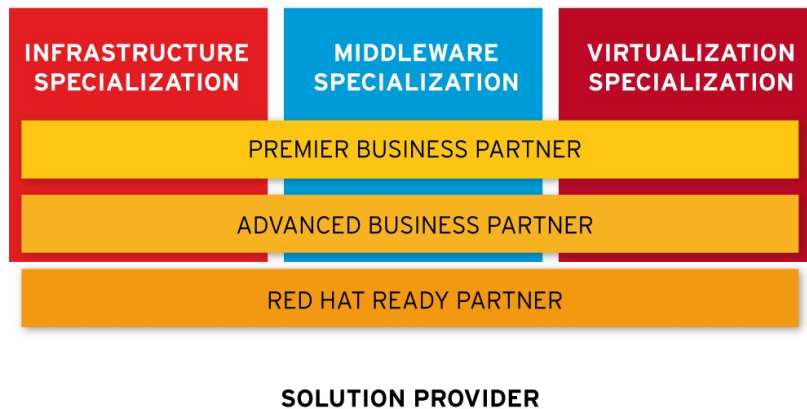 INFRASTRUCTURE
SPECIALIZATION
MIDDLEWARE
SPECIALIZATION
VIRTUALIZATION
SPECIALIZATION
PREMIER BUSINESS PARTNER
ADVANCED BUSINESS PARTNER
RED HAT READY PARTNER
SOLUTION PROVIDER